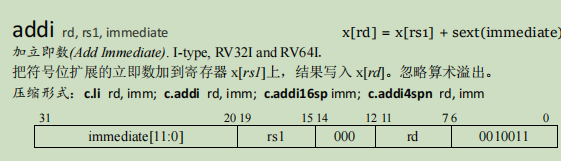 addi rd, rs1, immediate x[rd] = x[rs1] + sext(immediate)
加立即数(Add Immediate). I-type, RV32I and RV64I.
把符号位扩展的立即数加到寄存器 x[rs1]上，结果写入 x[rd]。忽略算术溢出。
压缩形式：c.li rd, imm; c.addi rd, imm; c.addi16sp imm; c.addi4spn rd, imm
31 20 19 15 14 12 11 7 6 0
immediate[11:0] rs1 000 rd 0010011